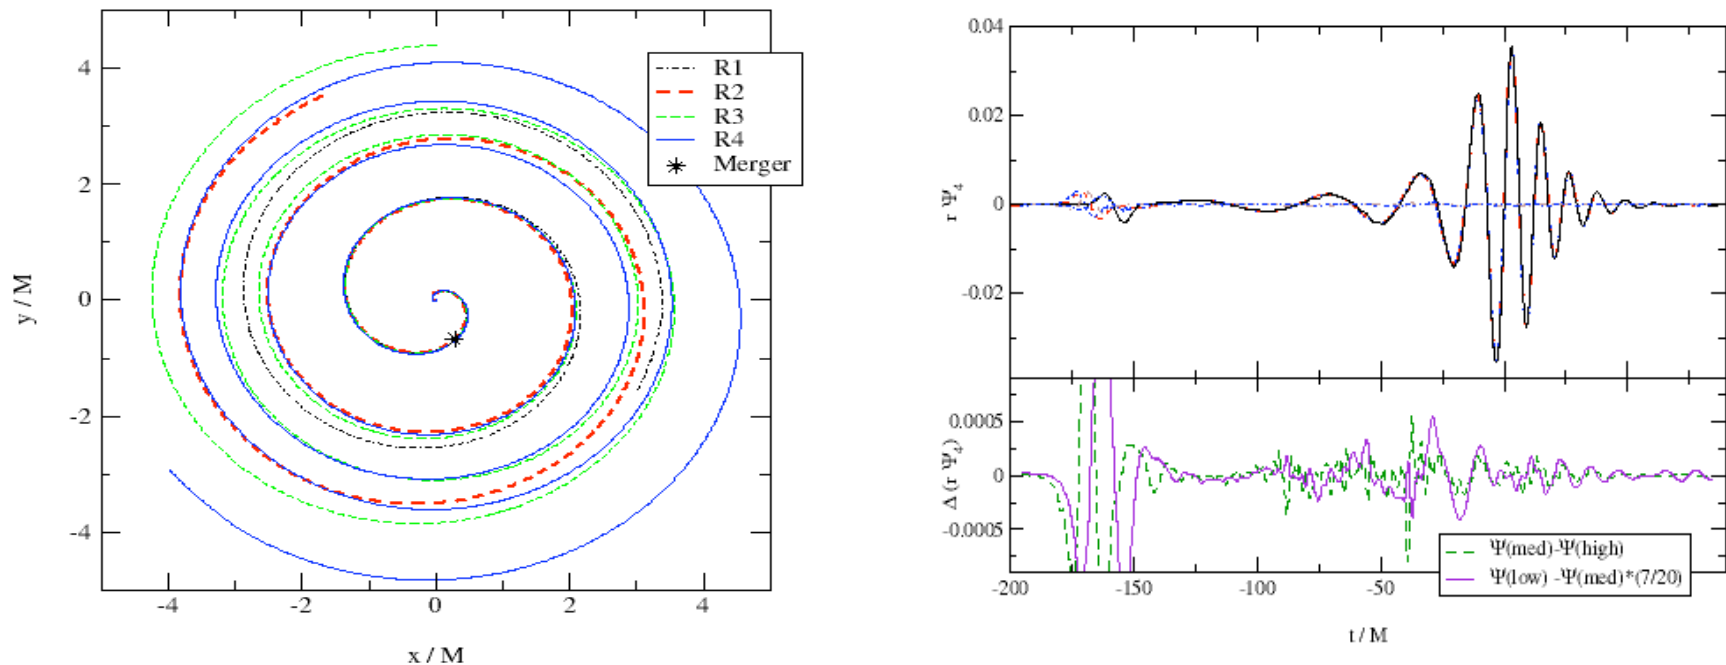 4
2
0
-2
-4
y / M
-4
-2
0
2
4
x / M
R1
R2
R3
R4
Merger
0.04
0.02
0
-0.02
r Ψ₄
0.0005
0
-0.0005
Δ (r Ψ₄)
Ψ(med)-Ψ(high)
Ψ(low) -Ψ(med)*(7/20)
-200
-150
-100
-50
t / M